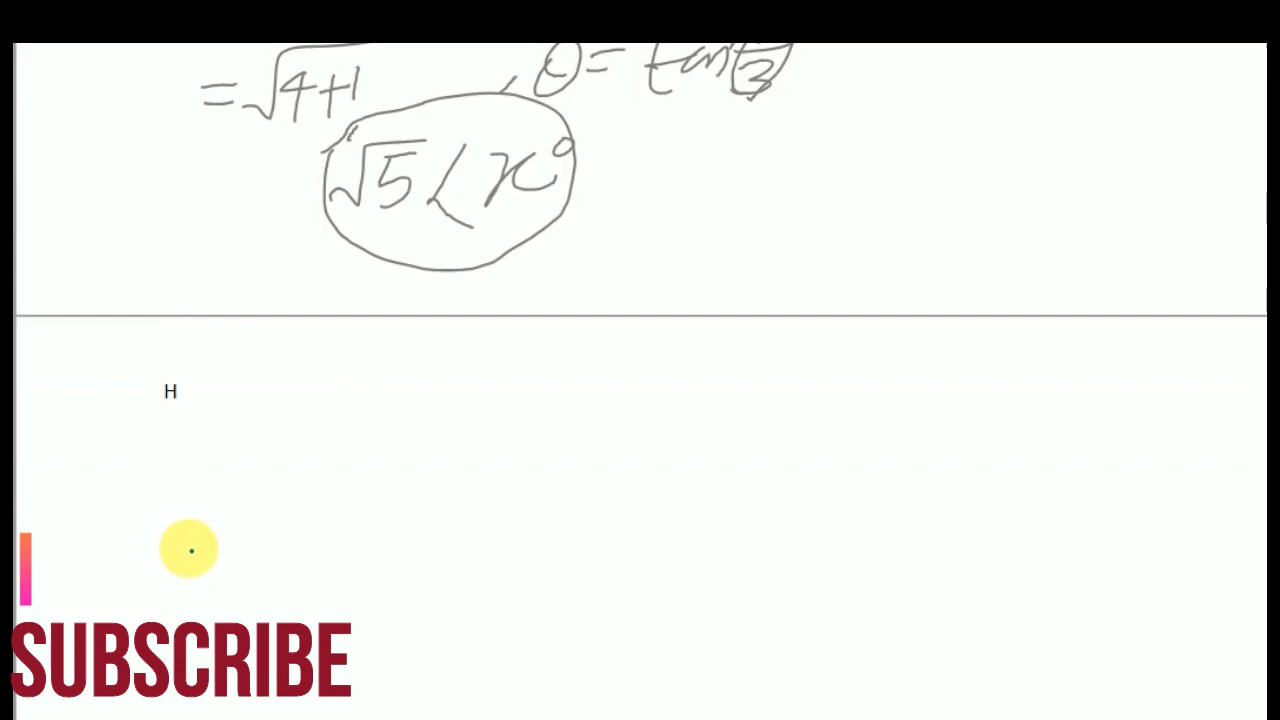 = √4+1 , θ = tan
√5 ∠ x°
H
SUBSCRIBE